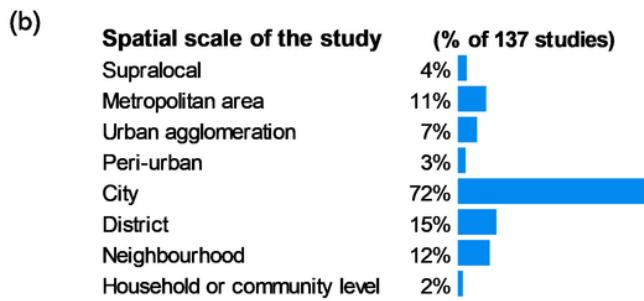 (b)
Spatial scale of the study (% of 137 studies)
Supralocal 4%
Metropolitan area 11%
Urban agglomeration 7%
Peri-urban 3%
City 72%
District 15%
Neighbourhood 12%
Household or community level 2%